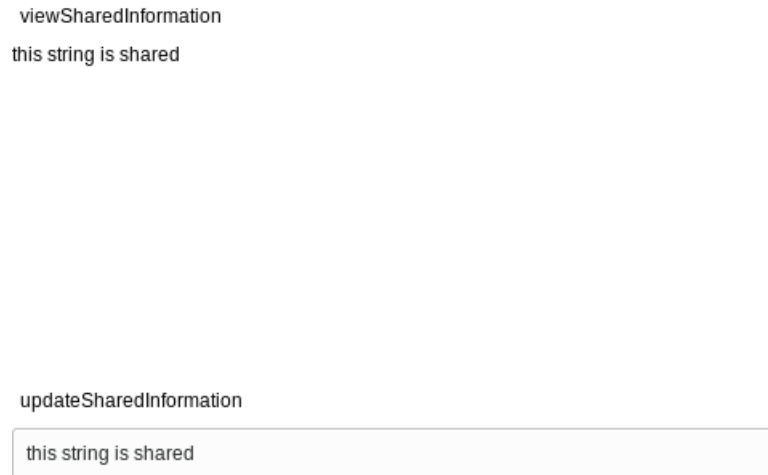 viewSharedInformation
this string is shared
updateSharedInformation
this string is shared